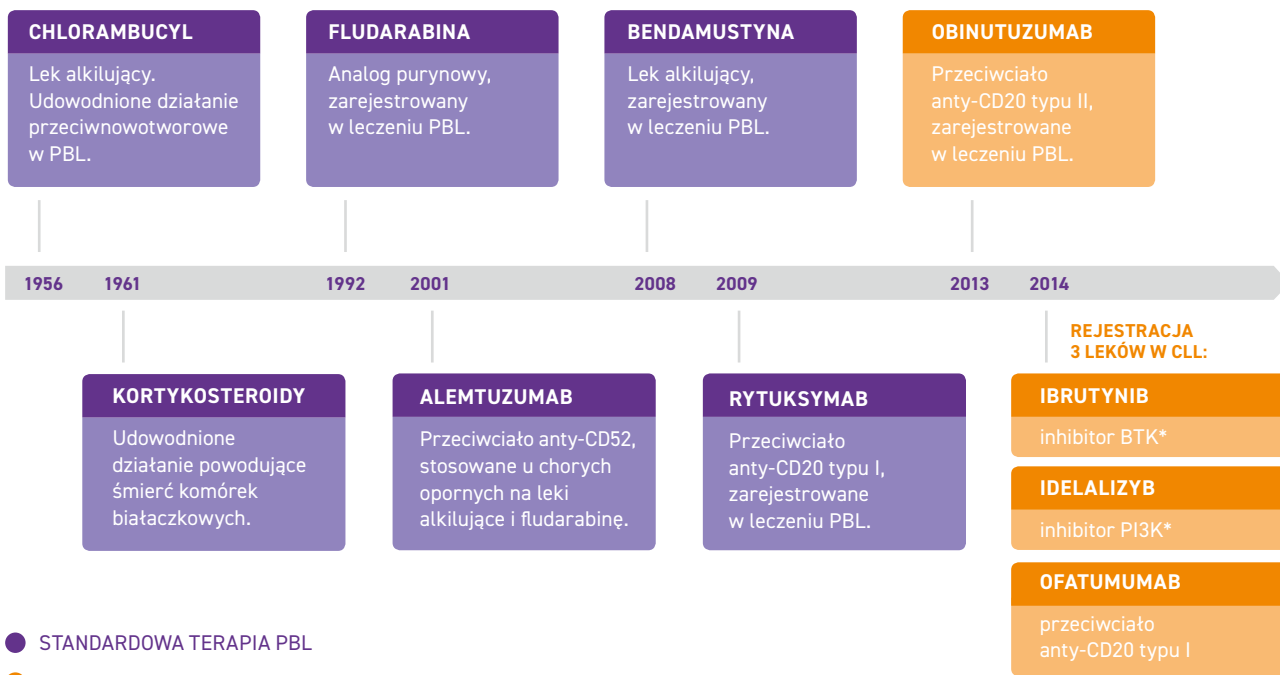 CHLORAMBUCYL
Lek alkilujący.
Udowodnione działanie
przeciwnowotworowe
w PBL.
FLUDARABINA
Analog purynowy,
zarejestrowany
w leczeniu PBL.
BENDAMUSTYNA
Lek alkilujący,
zarejestrowany
w leczeniu PBL.
OBINUTUZUMAB
Przeciwciało
anty-CD20 typu II,
zarejestrowane
w leczeniu PBL.
1956 1961 1992 2001 2008 2009 2013 2014
REJESTRACJA
3 LEKÓW W CLL:
KORTYKOSTEROIDY
Udowodnione
działanie powodujące
śmierć komórek
białaczkowych.
ALEMTUZUMAB
Przeciwciało anty-CD52,
stosowane u chorych
opornych na leki
alkilujące i fludarabinę.
RYTUKSYMAB
Przeciwciało
anty-CD20 typu I,
zarejestrowane
w leczeniu PBL.
IBRUTYNIB
inhibitor BTK*
IDELALIZYB
inhibitor PI3K*
OFATUMUMAB
przeciwciało
anty-CD20 typu I
STANDARDOWA TERAPIA PBL